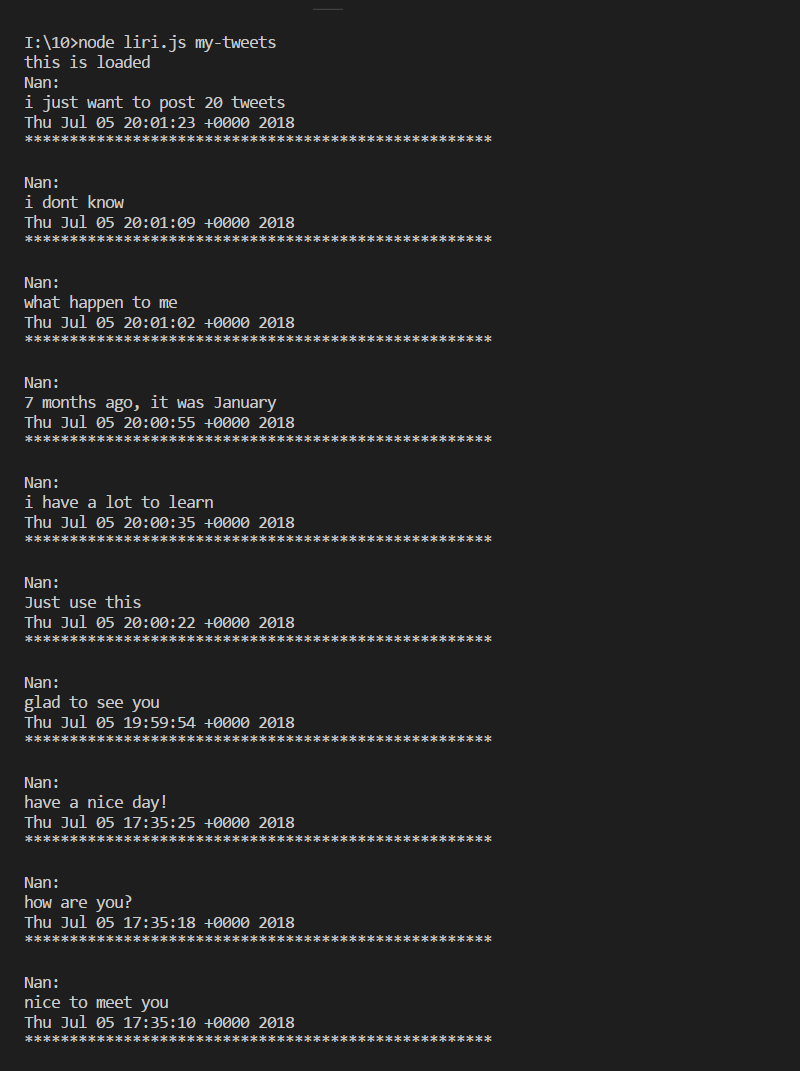 I:\10>node liri.js my-tweets
this is loaded
Nan:
i just want to post 20 tweets
Thu Jul 05 20:01:23 +0000 2018
****************************************************
Nan:
i dont know
Thu Jul 05 20:01:09 +0000 2018
****************************************************
Nan:
what happen to me
Thu Jul 05 20:01:02 +0000 2018
****************************************************
Nan:
7 months ago, it was January
Thu Jul 05 20:00:55 +0000 2018
****************************************************
Nan:
i have a lot to learn
Thu Jul 05 20:00:35 +0000 2018
****************************************************
Nan:
Just use this
Thu Jul 05 20:00:22 +0000 2018
****************************************************
Nan:
glad to see you
Thu Jul 05 19:59:54 +0000 2018
****************************************************
Nan:
have a nice day!
Thu Jul 05 17:35:25 +0000 2018
****************************************************
Nan:
how are you?
Thu Jul 05 17:35:18 +0000 2018
****************************************************
Nan:
nice to meet you
Thu Jul 05 17:35:10 +0000 2018
****************************************************